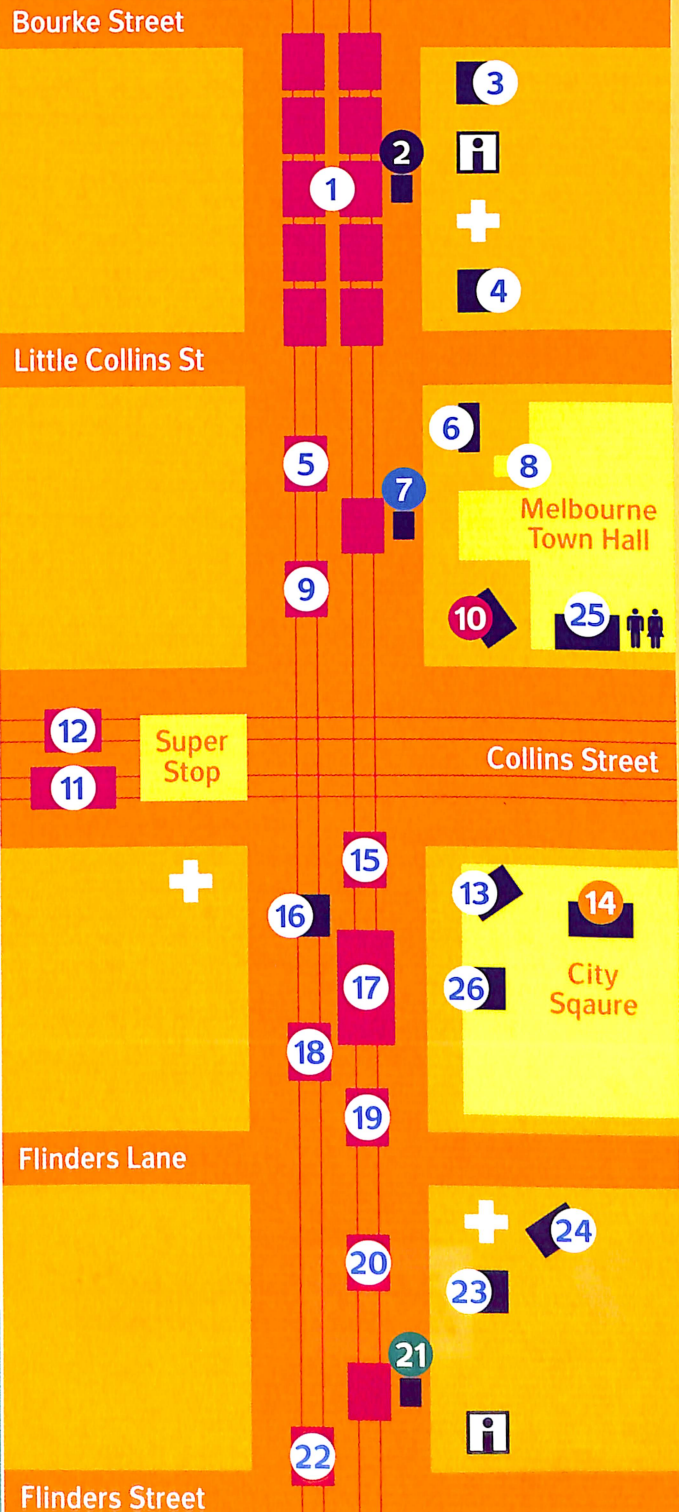 Bourke Street
3
2
i
1
4
Little Collins St
6
5
8
7
Melbourne
Town Hall
9
10
25
12
Super
Stop
Collins Street
11
15
13
14
16
City
Sqaure
17
26
18
19
Flinders Lane
24
20
23
21
i
22
Flinders Street